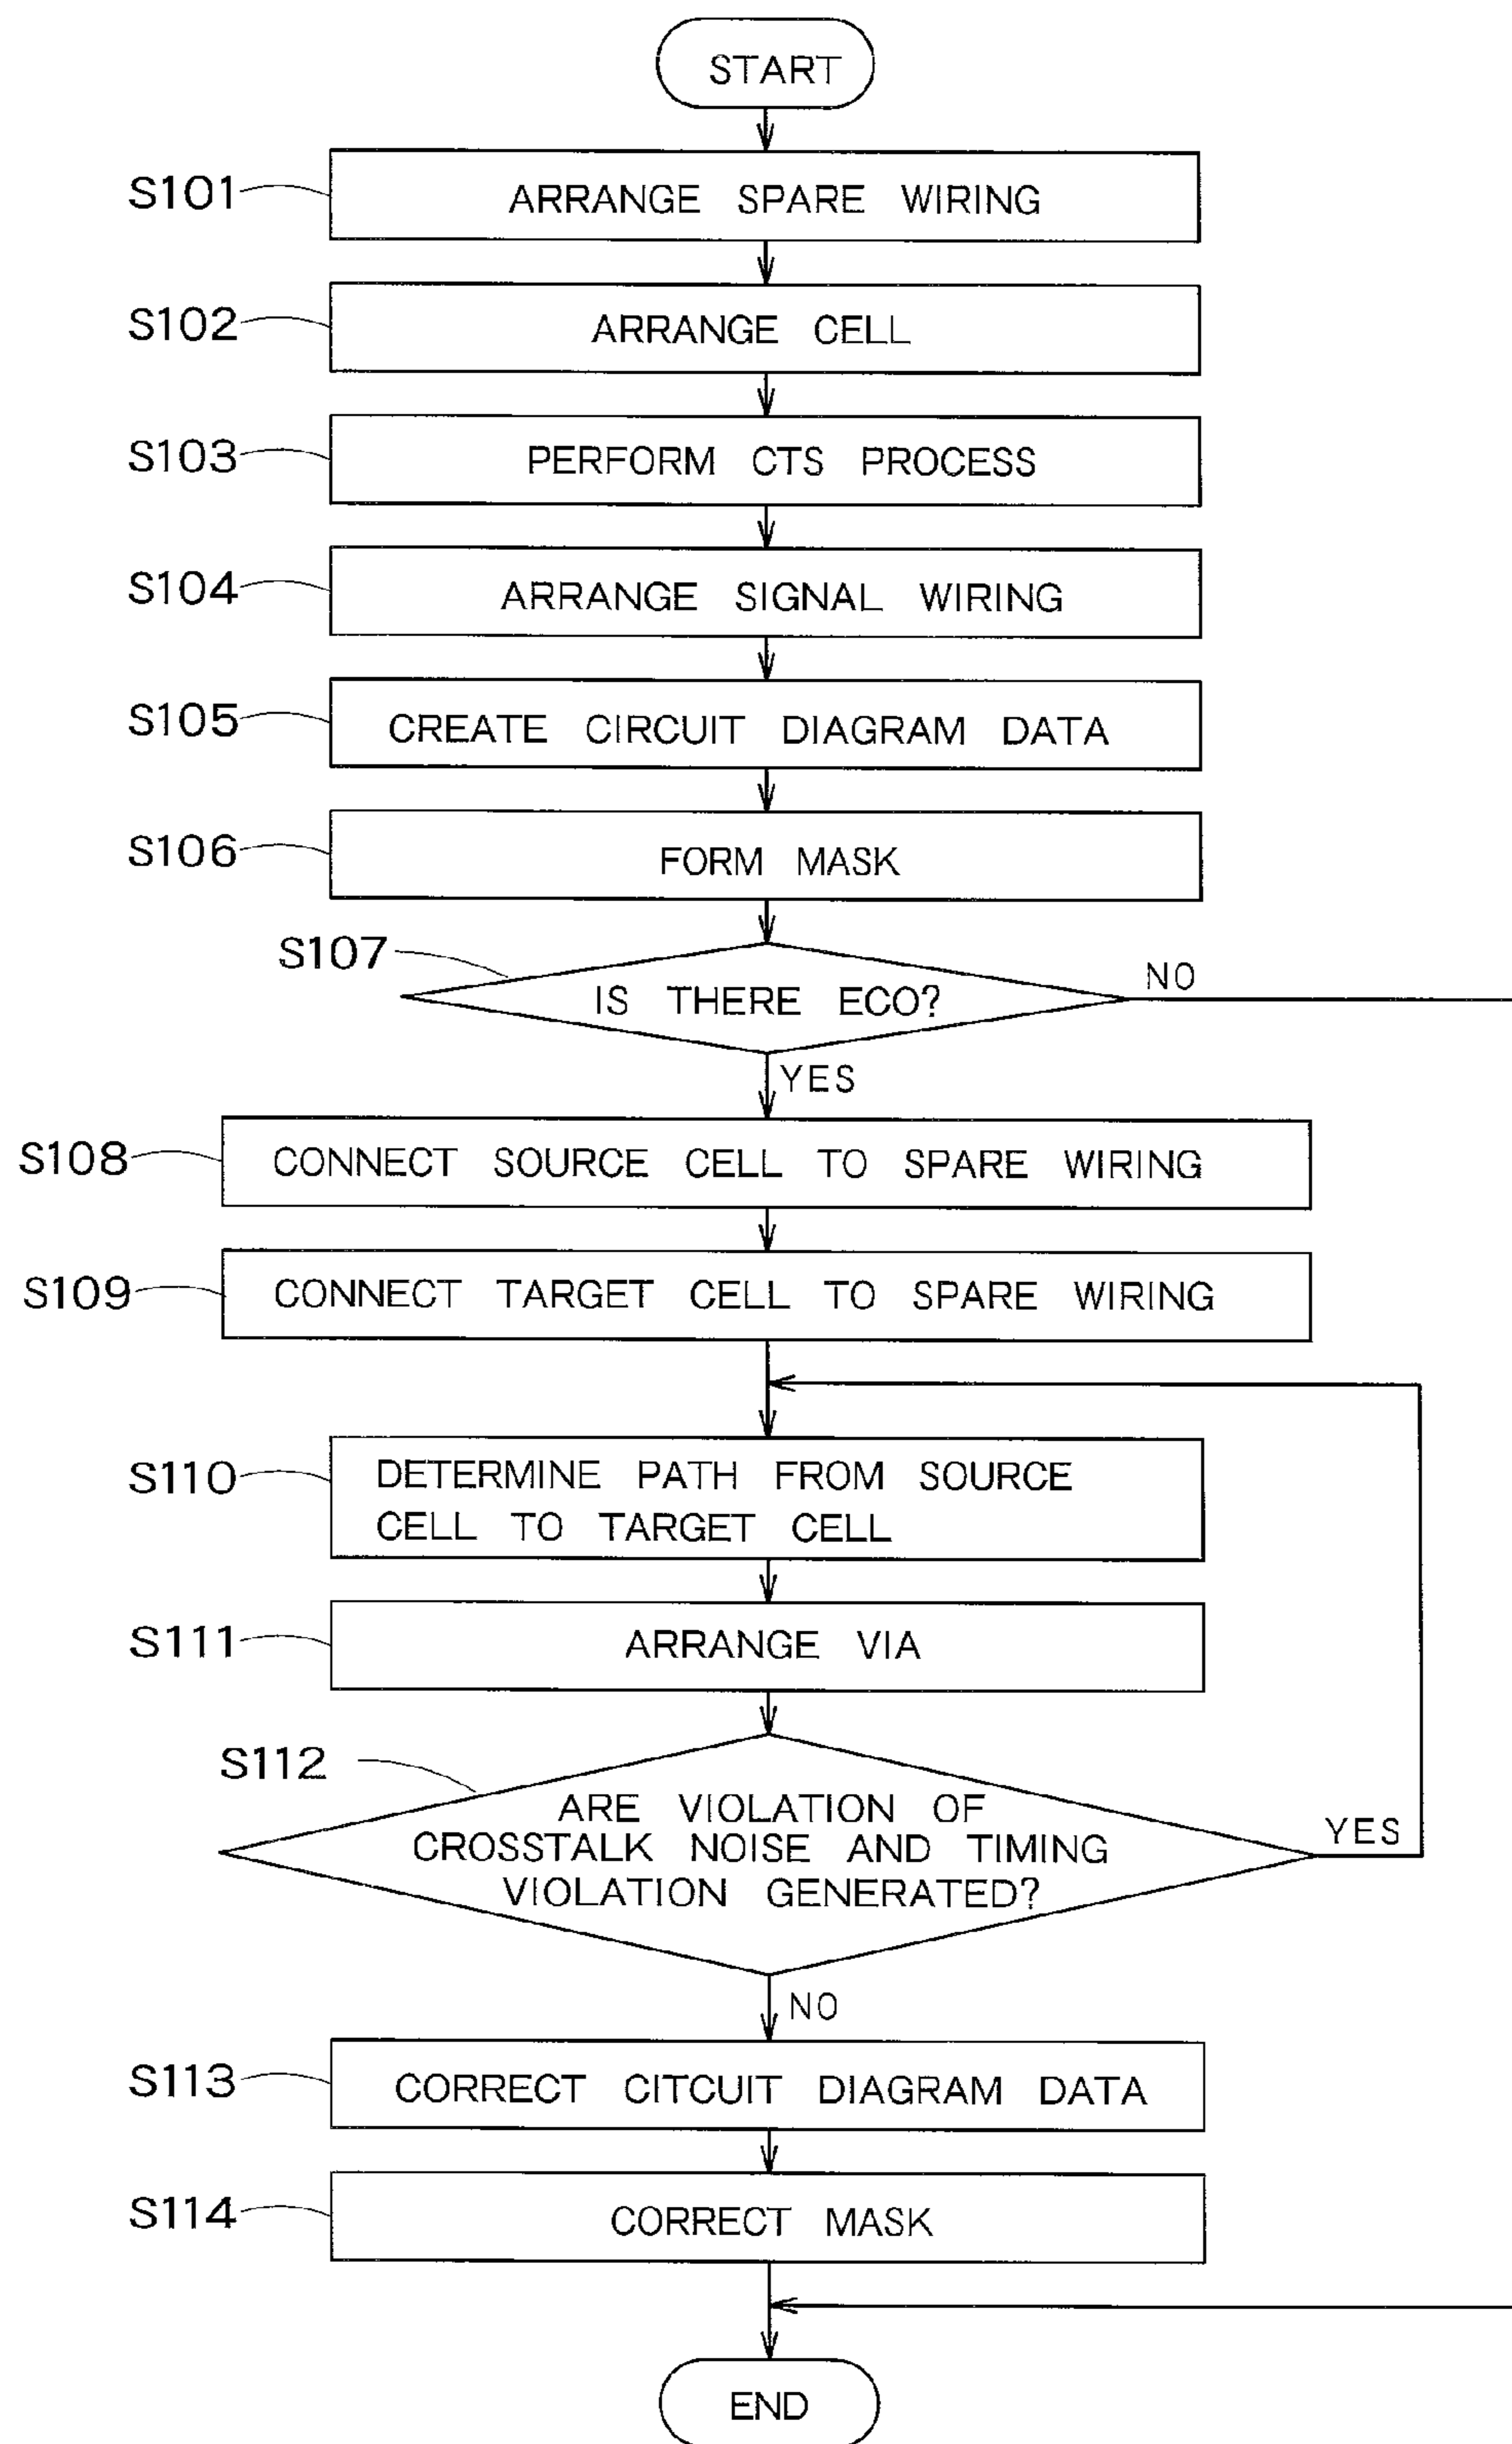 START
S101
ARRANGE SPARE WIRING
S102
ARRANGE CELL
S103
PERFORM CTS PROCESS
S104
ARRANGE SIGNAL WIRING
S105
CREATE CIRCUIT DIAGRAM DATA
S106
FORM MASK
S107
IS THERE ECO?
NO
YES
S108
CONNECT SOURCE CELL TO SPARE WIRING
S109
CONNECT TARGET CELL TO SPARE WIRING
S110
DETERMINE PATH FROM SOURCE
CELL TO TARGET CELL
S111
ARRANGE VIA
S112
ARE VIOLATION OF
CROSSTALK NOISE AND TIMING
VIOLATION GENERATED?
YES
NO
S113
CORRECT CITCUIT DIAGRAM DATA
S114
CORRECT MASK
END